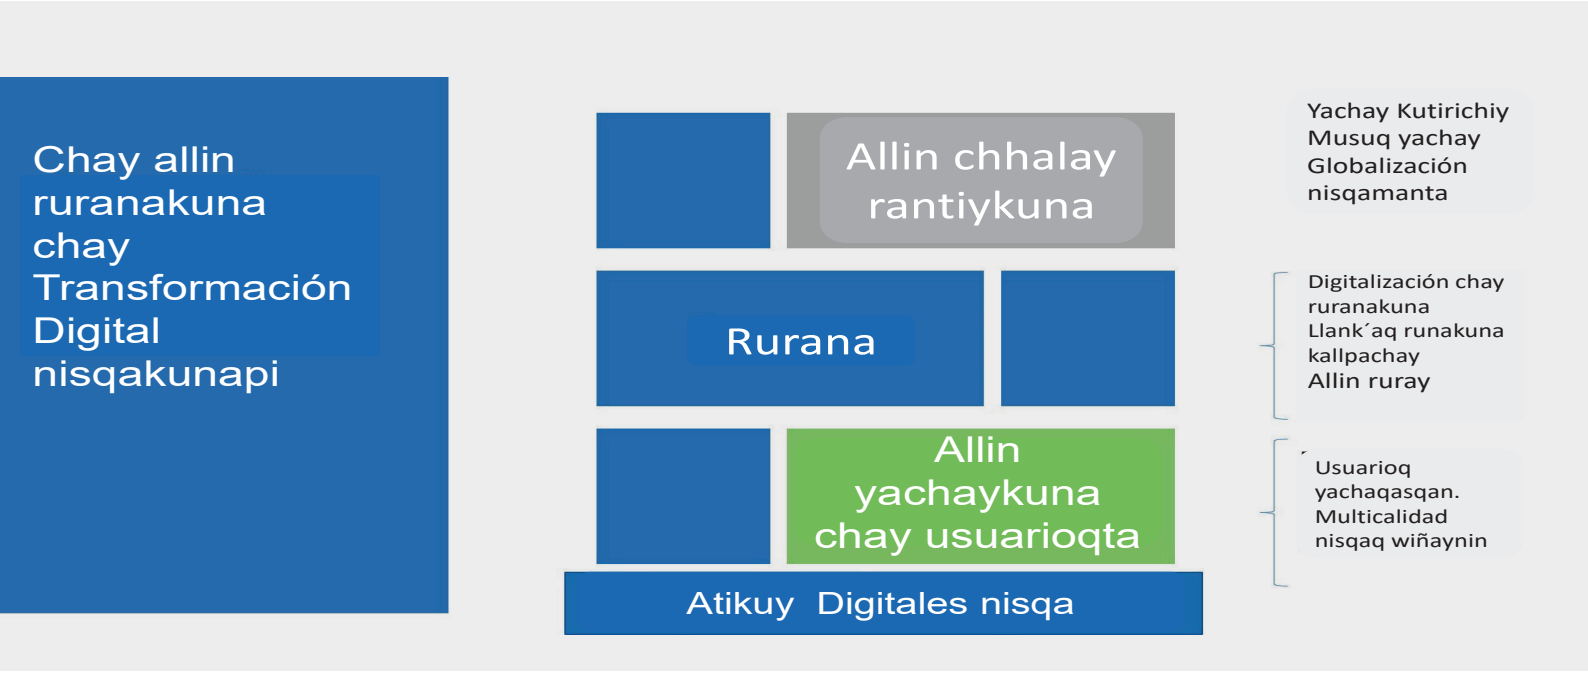 Chay allin
ruranakuna
chay
Transformación
Digital
nisqakunapi
Allin chhalay
rantiykuna
Yachay Kutirichiy
Musuq yachay
Globalización
nisqamanta
Rurana
Digitalización chay
ruranakuna
Llank´aq runakuna
kallpachay
Allin ruray
Allin
yachaykuna
chay usuarioqta
Usuarioq
yachaqasqan.
Multicalidad
nisqaq wiñaynin
Atikuy Digitales nisqa